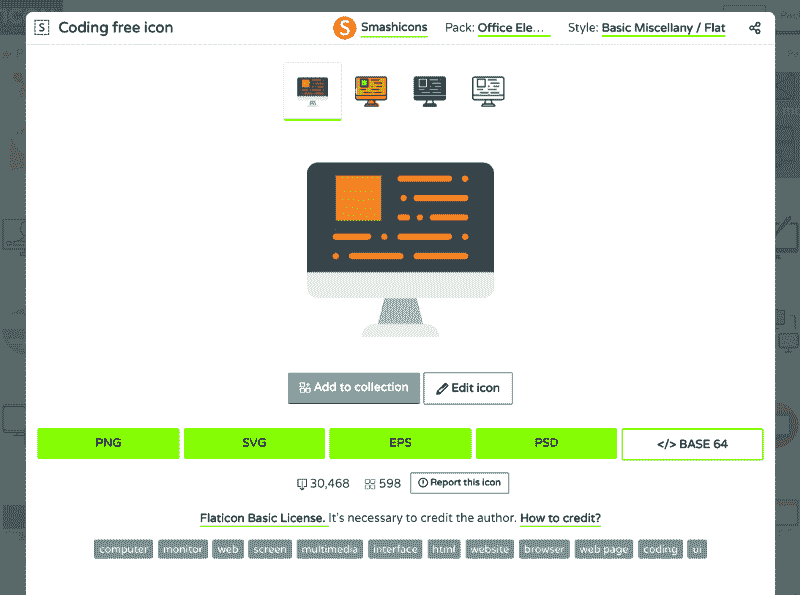 S Coding free icon S Smashicons Pack: Office Ele... Style: Basic Miscellany / Flat
Add to collection Edit icon
PNG SVG EPS PSD </> BASE 64
30,468 598 Report this icon
Flaticon Basic License. It's necessary to credit the author. How to credit?
computer monitor web screen multimedia interface html website browser web page coding ui